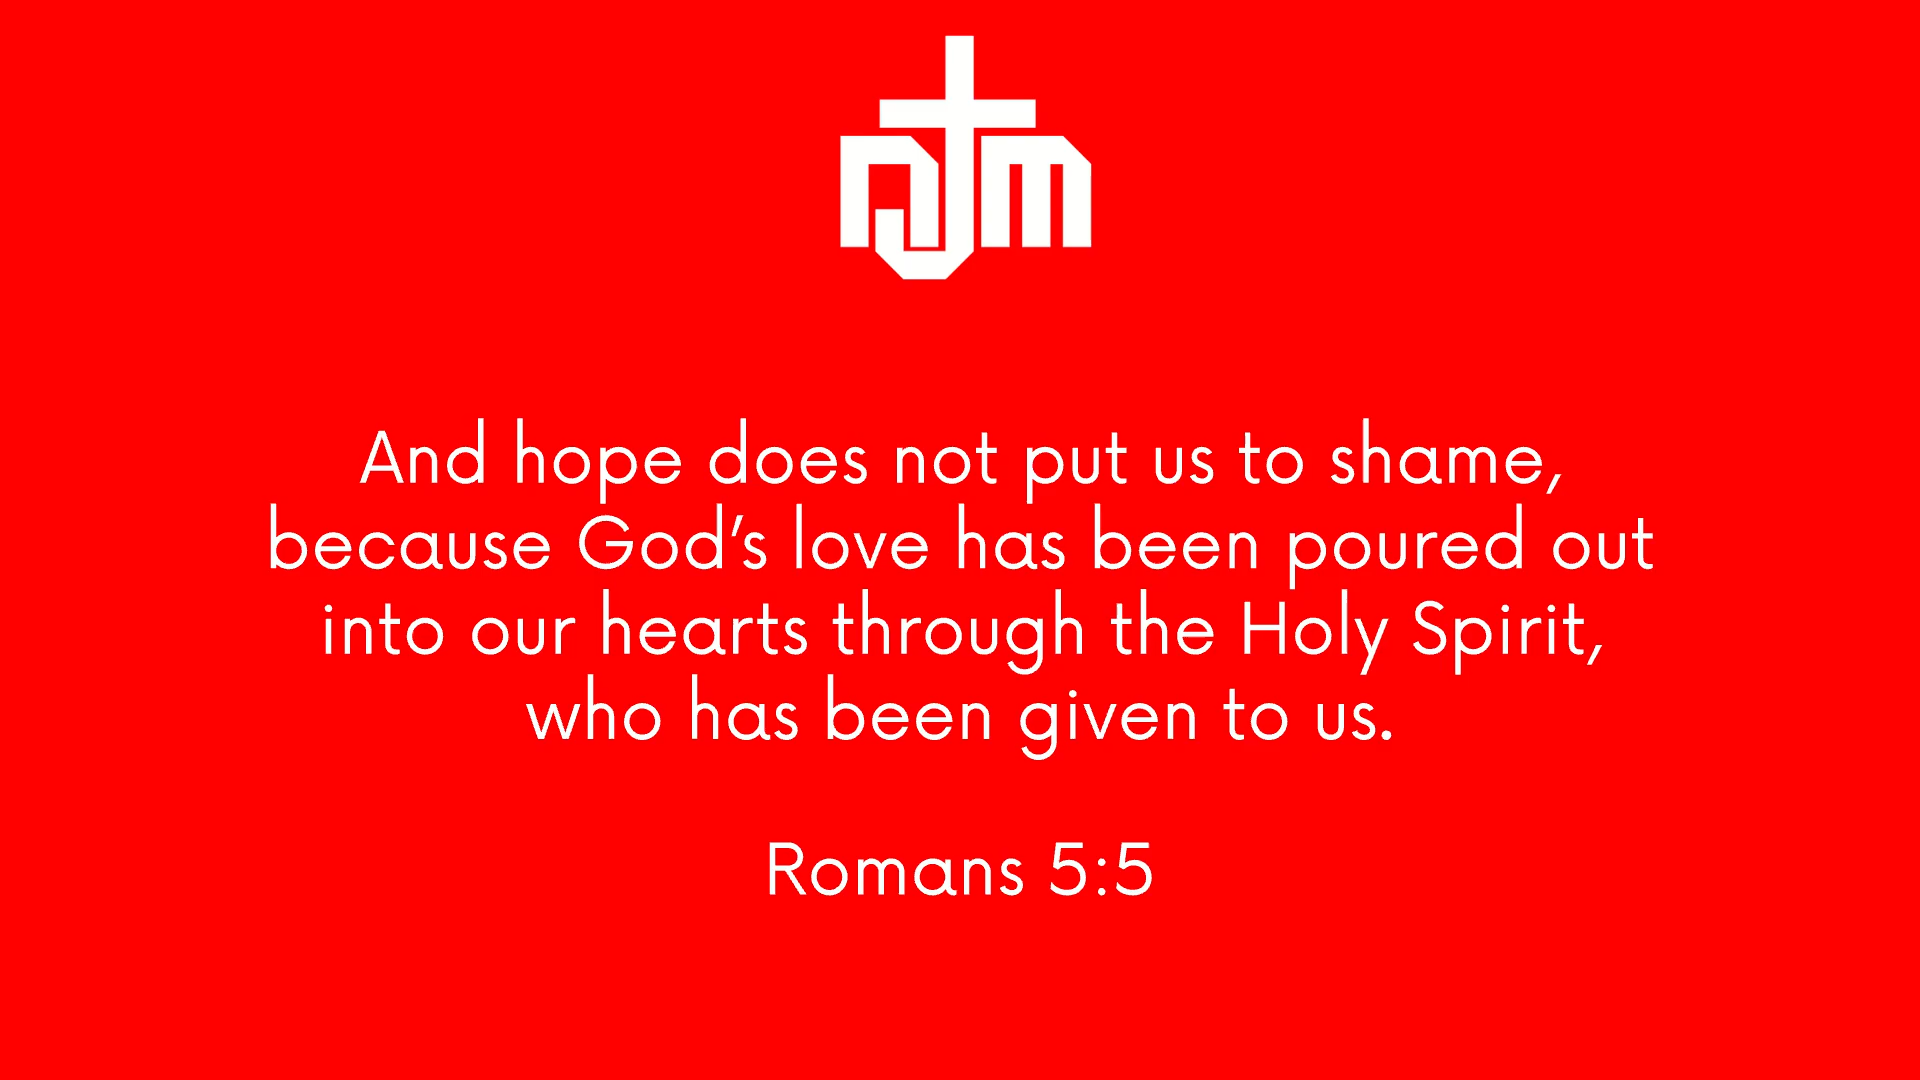 NJM
And hope does not put us to shame,
because God’s love has been poured out
into our hearts through the Holy Spirit,
who has been given to us.
Romans 5:5